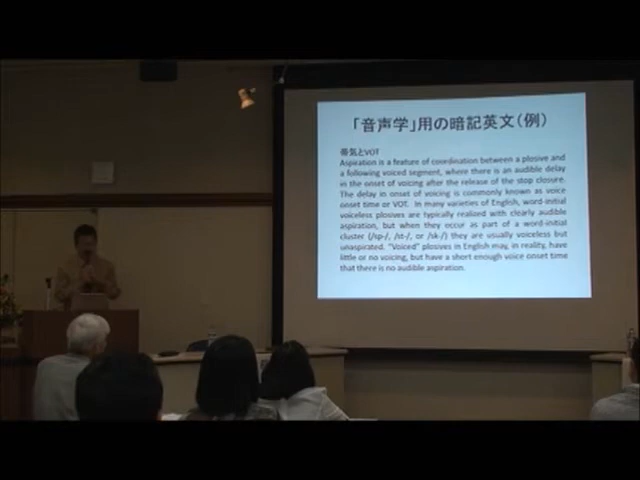 「音声学」用の暗記英文(例)
帯気とVOT
Aspiration is a feature of coordination between a plosive and
a following voiced segment, where there is an audible delay
in the onset of voicing after the release of the stop closure.
The delay in onset of voicing is commonly known as voice
onset time or VOT. In many varieties of English, word-initial
voiceless plosives are typically realized with clearly audible
aspiration, but when they occur as part of a word-initial
cluster (/sp-/, /st-/, or /sk-/) they are usually voiceless but
unaspirated. "Voiced" plosives in English may, in reality, have
little or no voicing, but have a short enough voice onset time
that there is no audible aspiration.